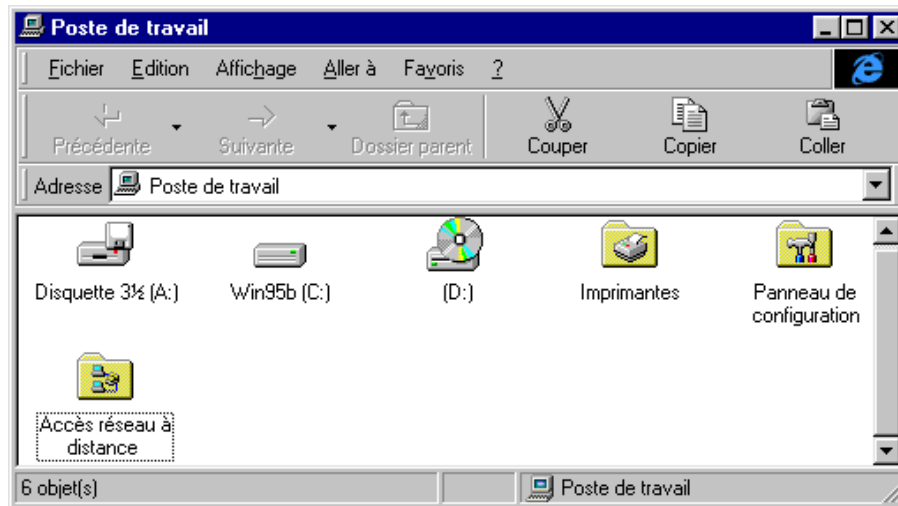 Poste de travail
Fichier Edition Affichage Aller à Favoris ?
Précédente Suivante Dossier parent Couper Copier Coller
Adresse Poste de travail
Disquette 3½ (A:) Win95b (C:) (D:) Imprimantes Panneau de
configuration
Accès réseau à
distance
6 objet(s) Poste de travail